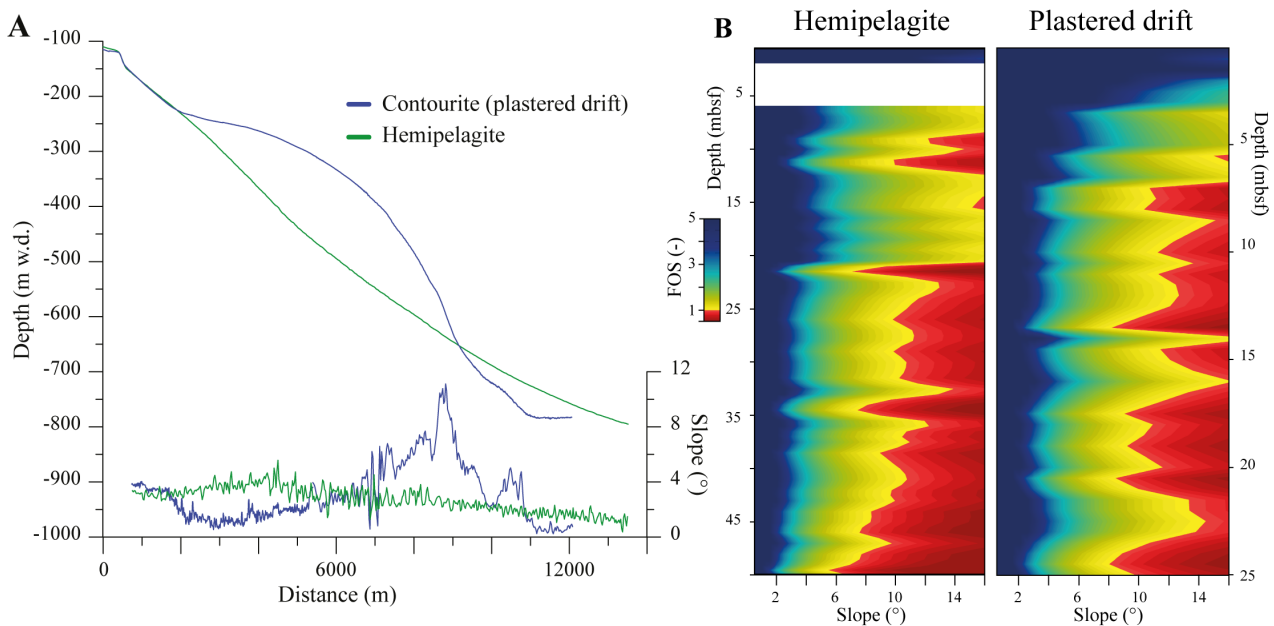 A
-100
-200
-300
-400
-500
-600
-700
-800
-900
-1000
Depth (m w.d.)
Contourite (plastered drift)
Hemipelagite
12
8
4
0
Slope (°)
0
6000
12000
Distance (m)
B
Hemipelagite
Plastered drift
Depth (mbsf)
5
15
25
35
45
5
3
1
FOS (-)
2
6
10
14
Slope (°)
2
6
10
14
Slope (°)
5
10
15
20
25
Depth (mbsf)